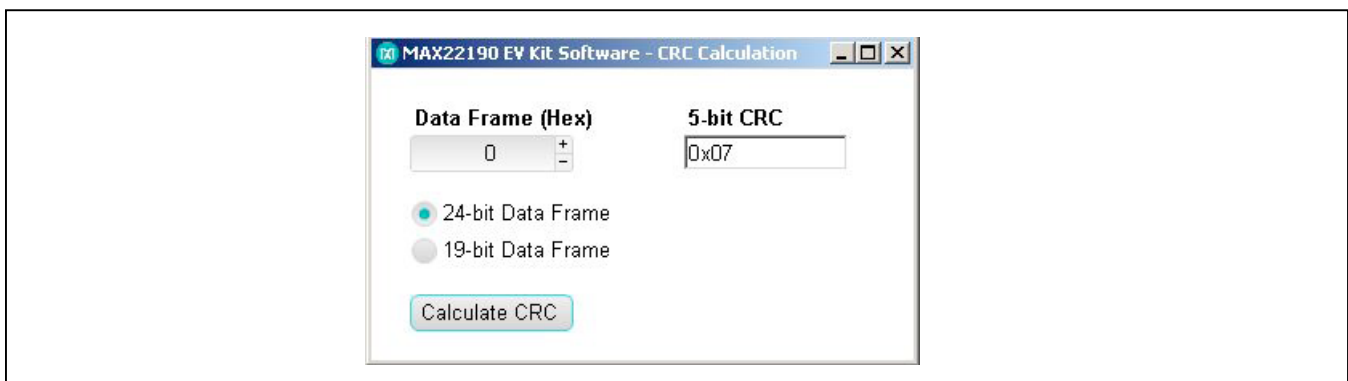 MAX22190 EV Kit Software - CRC Calculation
Data Frame (Hex) 5-bit CRC
0 + - 0x07
24-bit Data Frame
19-bit Data Frame
Calculate CRC